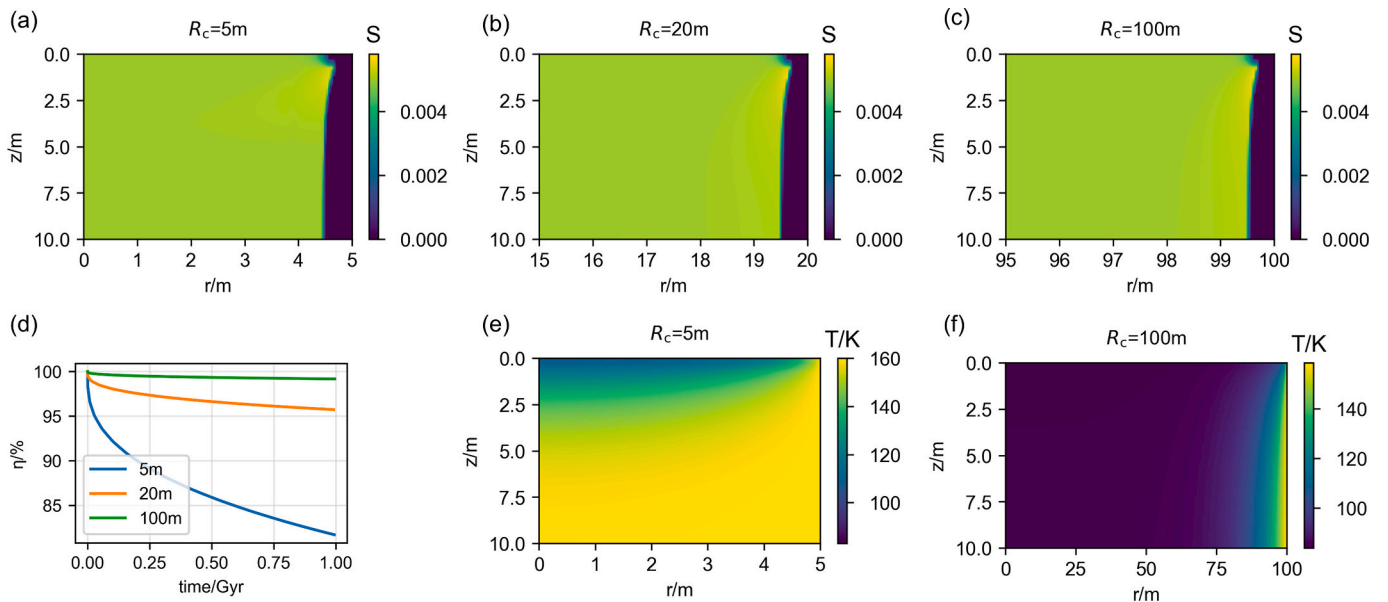 (a)
R_c=5m
S
0.0
2.5
5.0
7.5
10.0
z/m
0 1 2 3 4 5
r/m
0.004
0.002
0.000
(b)
R_c=20m
S
0.0
2.5
5.0
7.5
10.0
z/m
15 16 17 18 19 20
r/m
0.004
0.002
0.000
(c)
R_c=100m
S
0.0
2.5
5.0
7.5
10.0
z/m
95 96 97 98 99 100
r/m
0.004
0.002
0.000
(d)
100
95
90
85
η/%
5m
20m
100m
0.00 0.25 0.50 0.75 1.00
time/Gyr
(e)
R_c=5m
T/K
0.0
2.5
5.0
7.5
10.0
z/m
0 1 2 3 4 5
r/m
160
140
120
100
(f)
R_c=100m
T/K
0.0
2.5
5.0
7.5
10.0
z/m
0 25 50 75 100
r/m
140
120
100